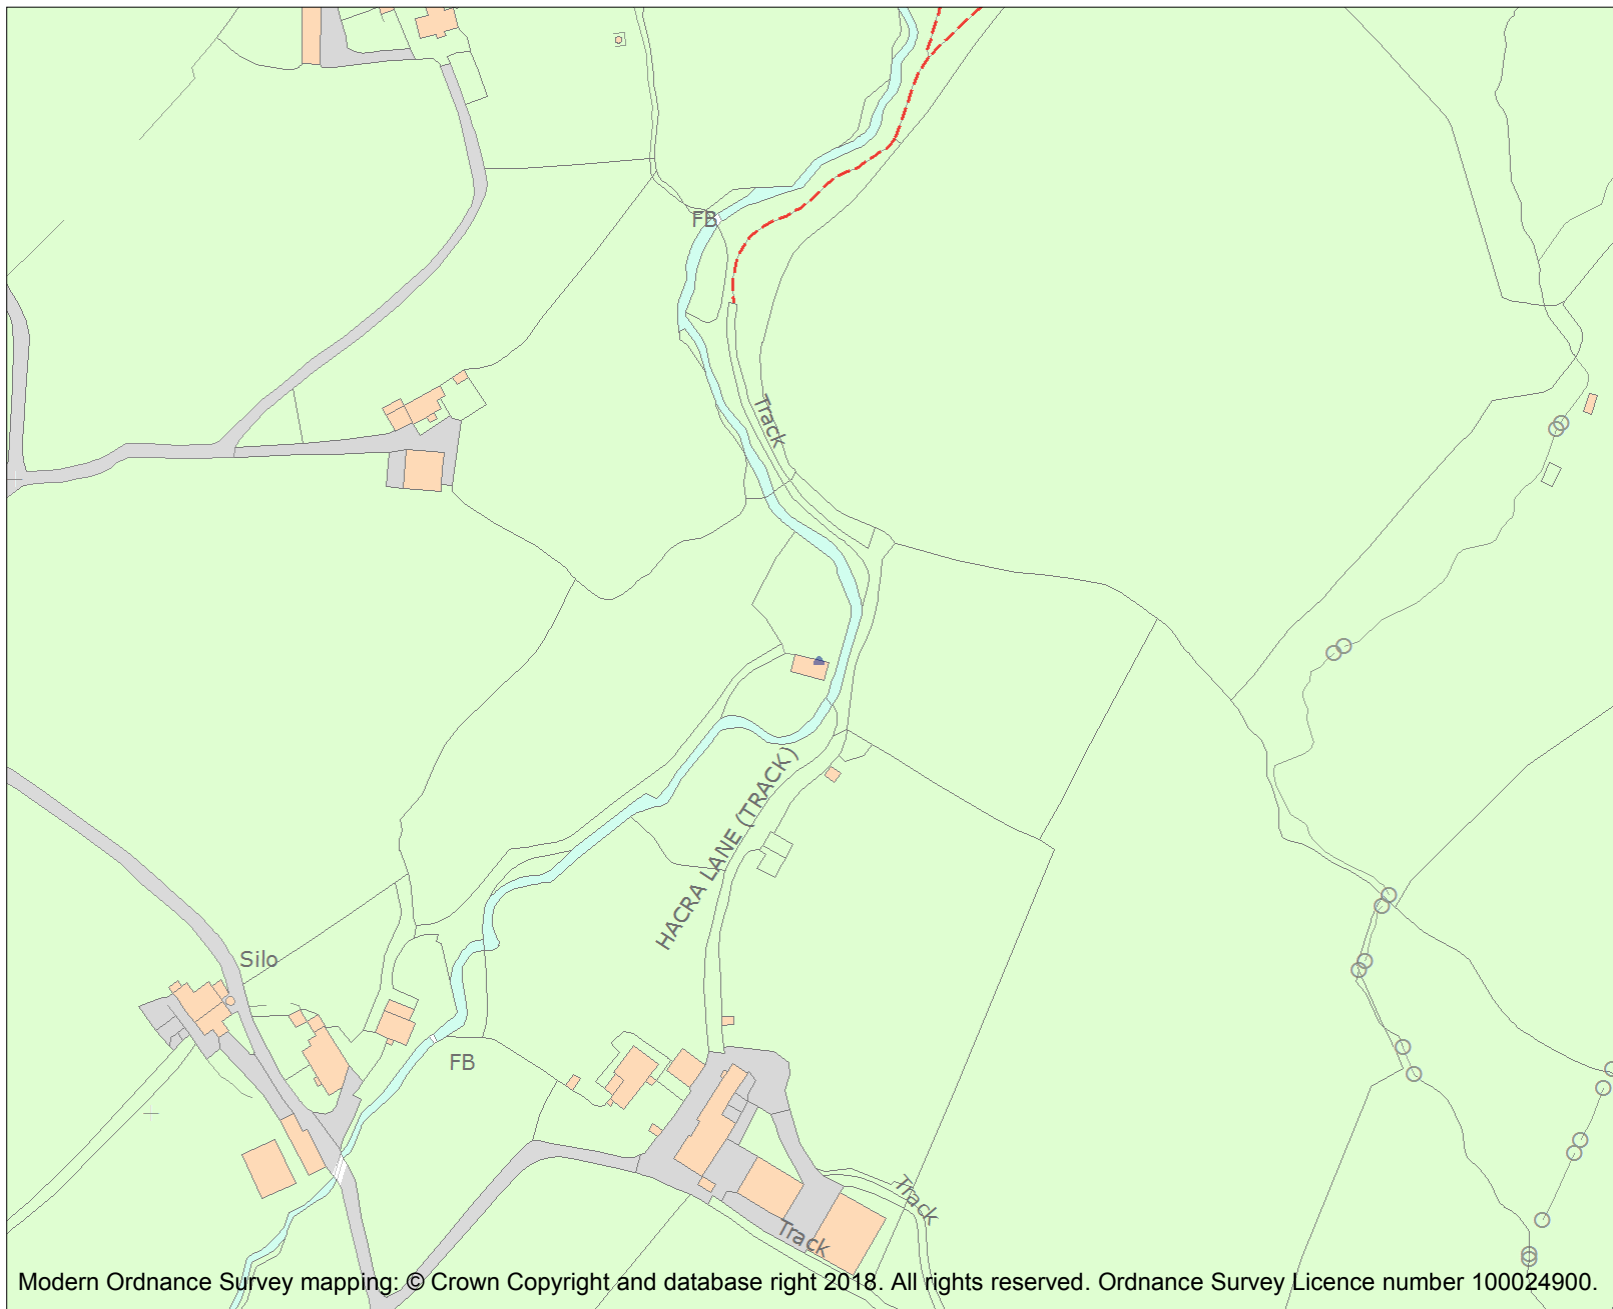 FB
Track
HACRA LANE (TRACK)
Silo
FB
Track
Track
Modern Ordnance Survey mapping: © Crown Copyright and database right 2018. All rights reserved. Ordnance Survey Licence number 100024900.